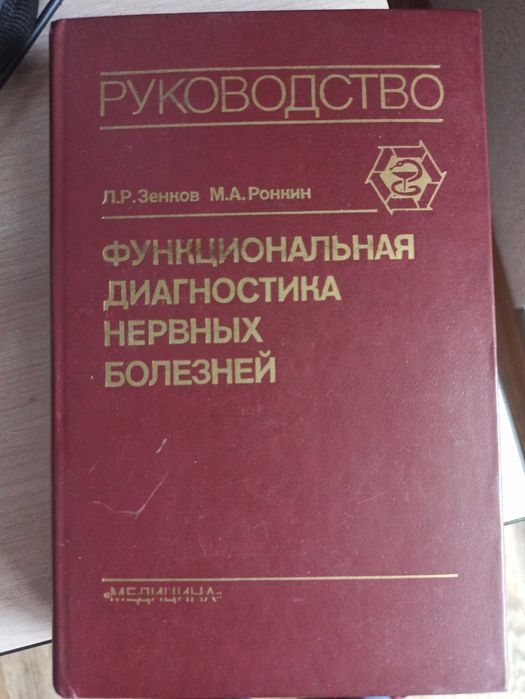 РУКОВОДСТВО
Л.Р. Зенков М.А. Ронкин
ФУНКЦИОНАЛЬНАЯ
ДИАГНОСТИКА
НЕРВНЫХ
БОЛЕЗНЕЙ
«МЕДИЦИНА»